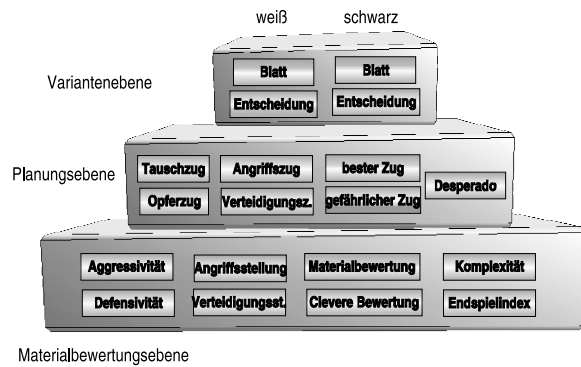 weiß schwarz
Variantenebene
Blatt Blatt
Entscheidung Entscheidung
Planungsebene
Tauschzug Angriffszug bester Zug
Desperado
Opferzug Verteidigungsz. gefährlicher Zug
Aggressivität Angriffsstellung Materialbewertung Komplexität
Defensivität Verteidigungsst. Clevere Bewertung Endspielindex
Materialbewertungsebene